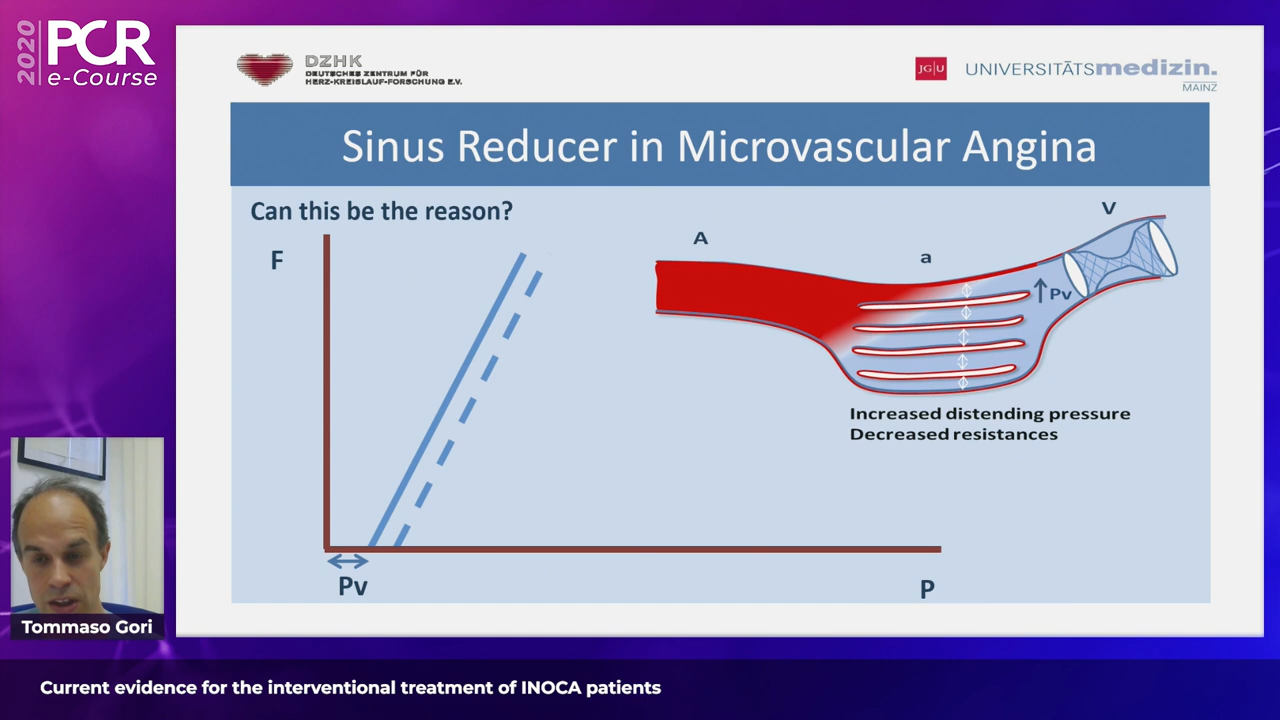 2020
PCR
e-Course
DZHK
DEUTSCHES ZENTRUM FÜR
HERZ-KREISLAUF-FORSCHUNG E.V.
JG|U
UNIVERSITÄTSmedizin.
MAINZ
Sinus Reducer in Microvascular Angina
Can this be the reason?
F
Pv
P
A
a
V
Pv
Increased distending pressure
Decreased resistances
Tommaso Gori
Current evidence for the interventional treatment of INOCA patients